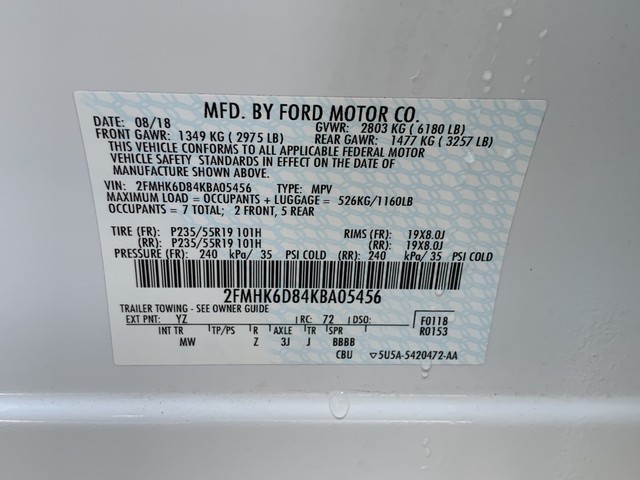 MFD. BY FORD MOTOR CO.
DATE: 08/18 GVWR: 2803 KG ( 6180 LB)
FRONT GAWR: 1349 KG ( 2975 LB) REAR GAWR: 1477 KG ( 3257 LB)
THIS VEHICLE CONFORMS TO ALL APPLICABLE FEDERAL MOTOR
VEHICLE SAFETY STANDARDS IN EFFECT ON THE DATE OF
MANUFACTURE SHOWN ABOVE.
VIN: 2FMHK6D84KBA05456 TYPE: MPV
MAXIMUM LOAD = OCCUPANTS + LUGGAGE = 526KG/1160LB
OCCUPANTS = 7 TOTAL; 2 FRONT, 5 REAR
TIRE (FR): P235/55R19 101H RIMS (FR): 19X8.0J
(RR): P235/55R19 101H (RR): 19X8.0J
PRESSURE (FR): 240 kPa/ 35 PSI COLD (RR): 240 kPa/ 35 PSI COLD
2FMHK6D84KBA05456
TRAILER TOWING - SEE OWNER GUIDE
EXT PNT: YZ RC: 72 DSO: F0118
INT TR TP/PS R AXLE TR SPR R0153
MW Z 3J J BBBB
CBU ▽5U5A-5420472-AA